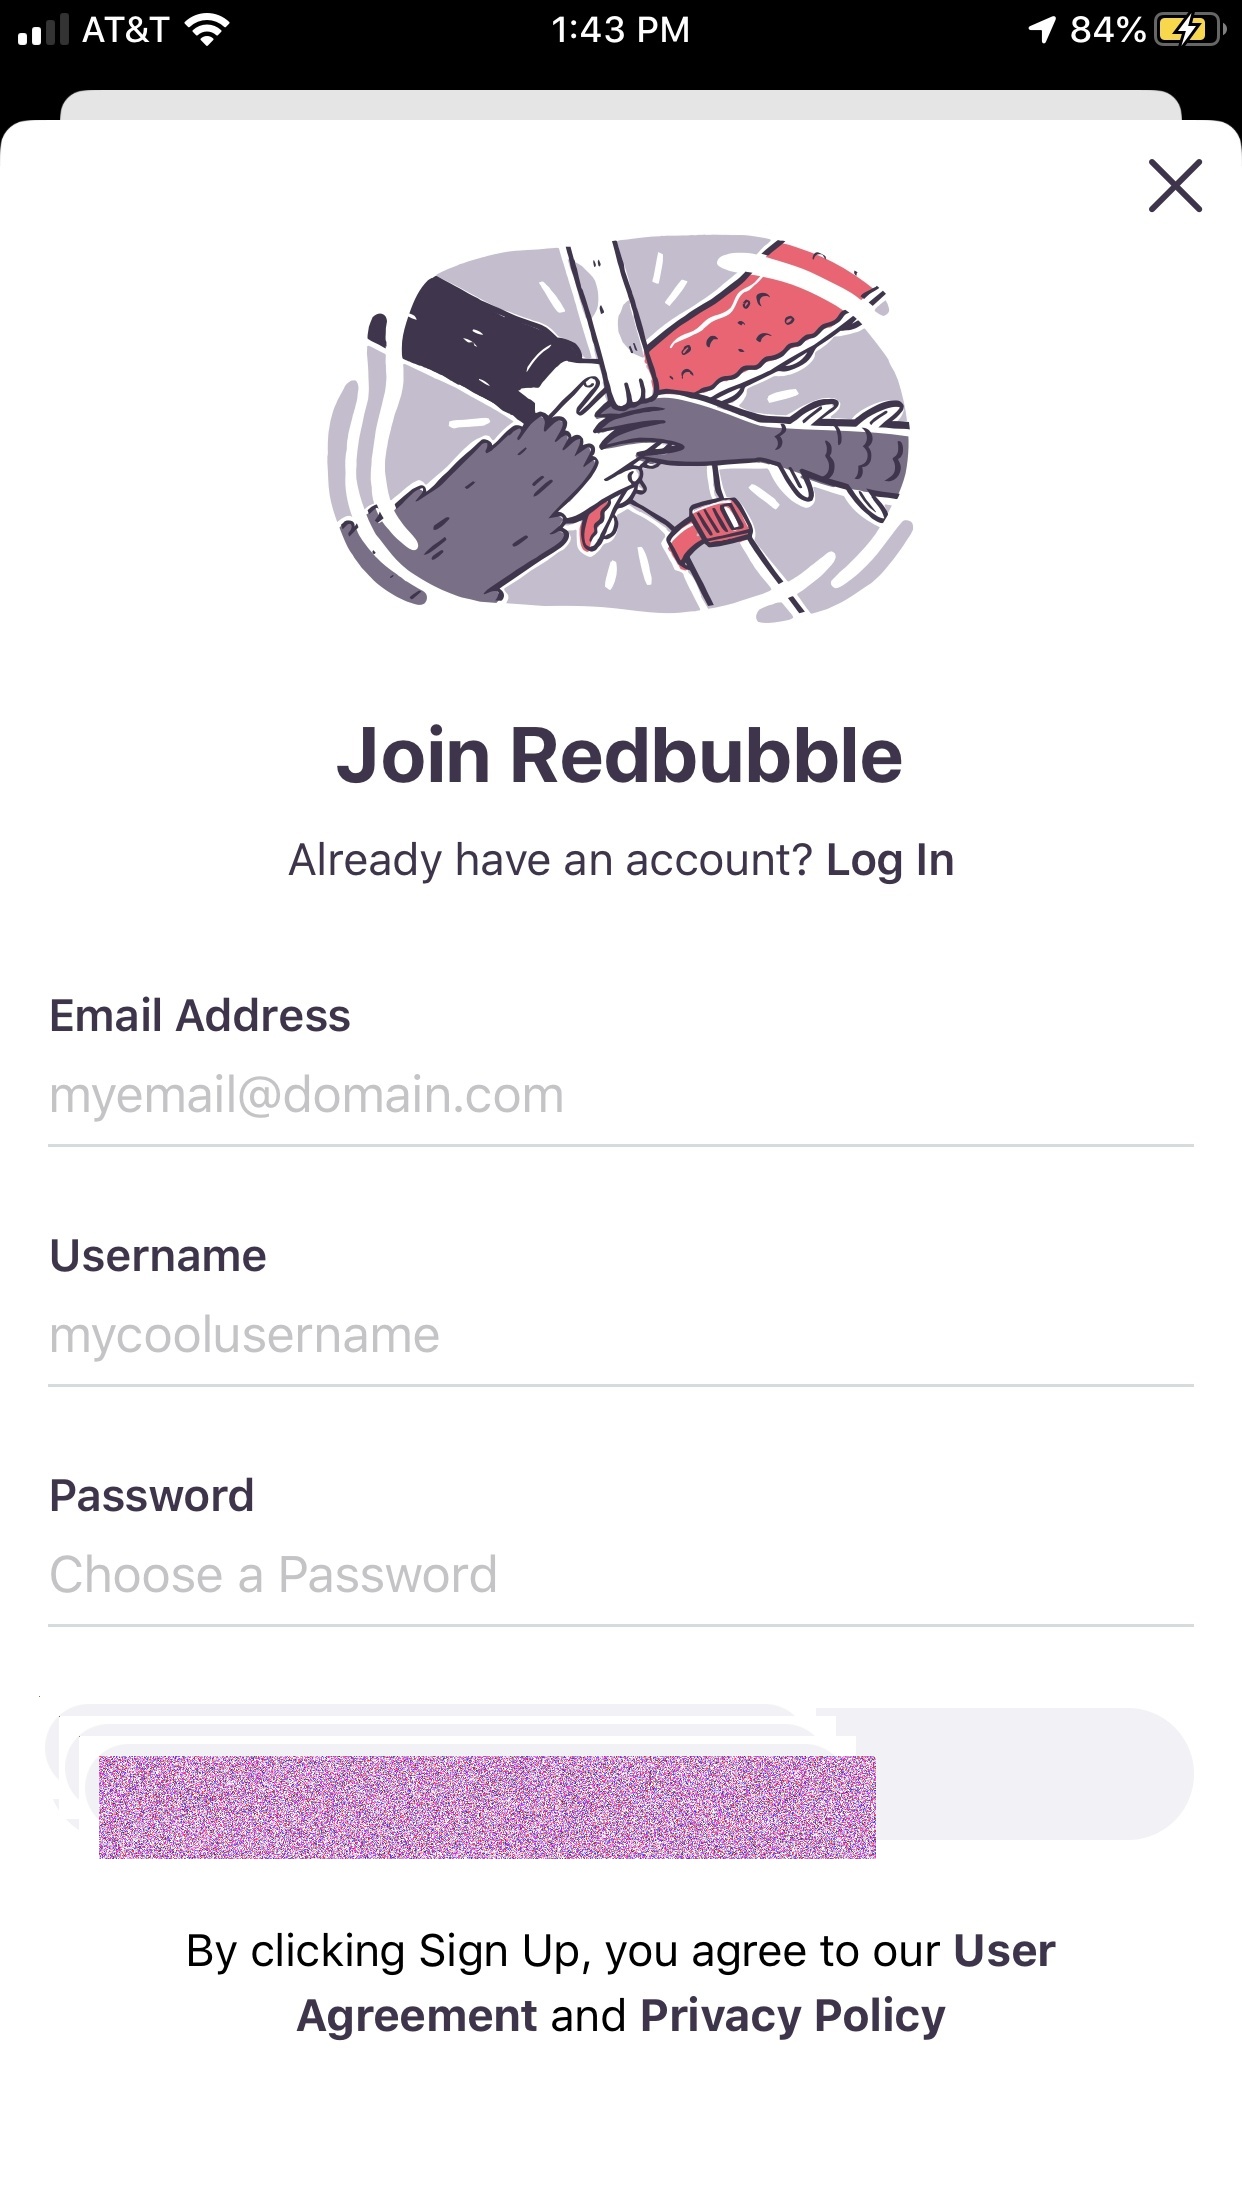 AT&T 1:43 PM 84%
Join Redbubble
Already have an account? Log In
Email Address
myemail@domain.com
Username
mycoolusername
Password
Choose a Password
By clicking Sign Up, you agree to our User
Agreement and Privacy Policy